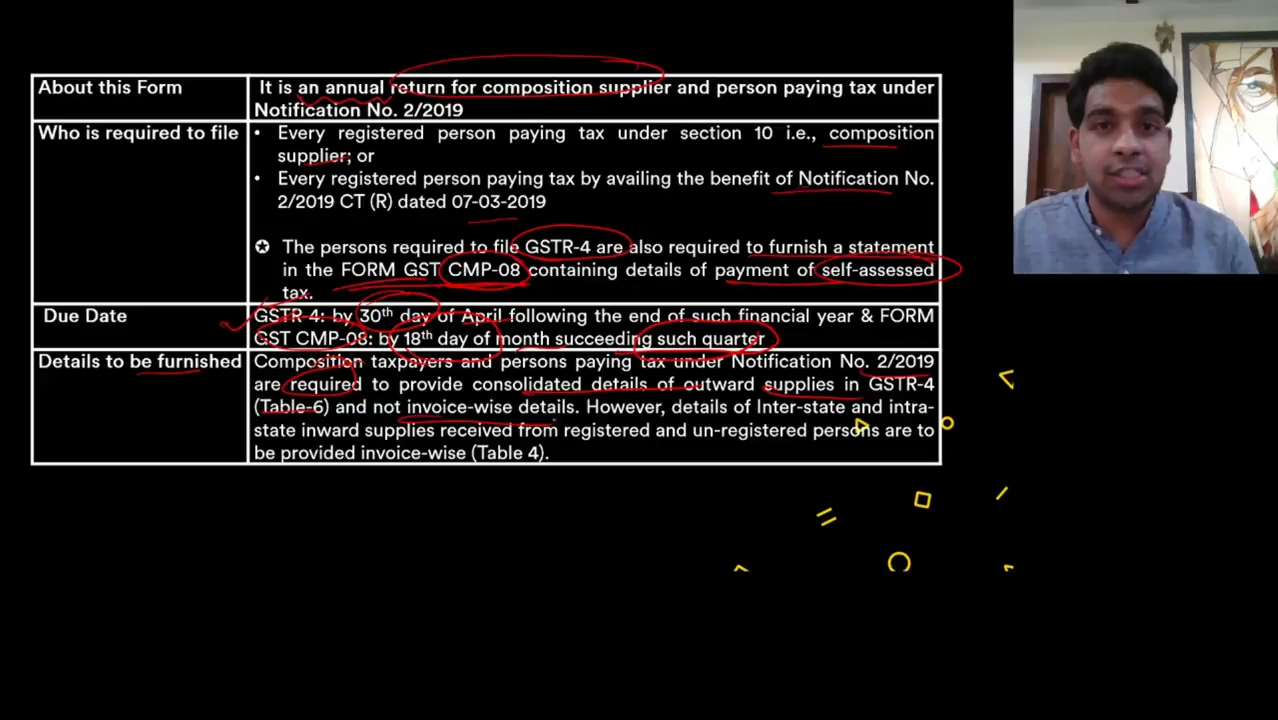 About this Form
It is an annual return for composition supplier and person paying tax under
Notification No. 2/2019
Who is required to file
• Every registered person paying tax under section 10 i.e., composition
supplier; or
• Every registered person paying tax by availing the benefit of Notification No.
2/2019 CT (R) dated 07-03-2019
✪ The persons required to file GSTR-4 are also required to furnish a statement
in the FORM GST CMP-08 containing details of payment of self-assessed
tax.
Due Date
GSTR-4: by 30th day of April following the end of such financial year & FORM
GST CMP-08: by 18th day of month succeeding such quarter
Details to be furnished
Composition taxpayers and persons paying tax under Notification No. 2/2019
are required to provide consolidated details of outward supplies in GSTR-4
(Table-6) and not invoice-wise details. However, details of Inter-state and intra-
state inward supplies received from registered and un-registered persons are to
be provided invoice-wise (Table 4).